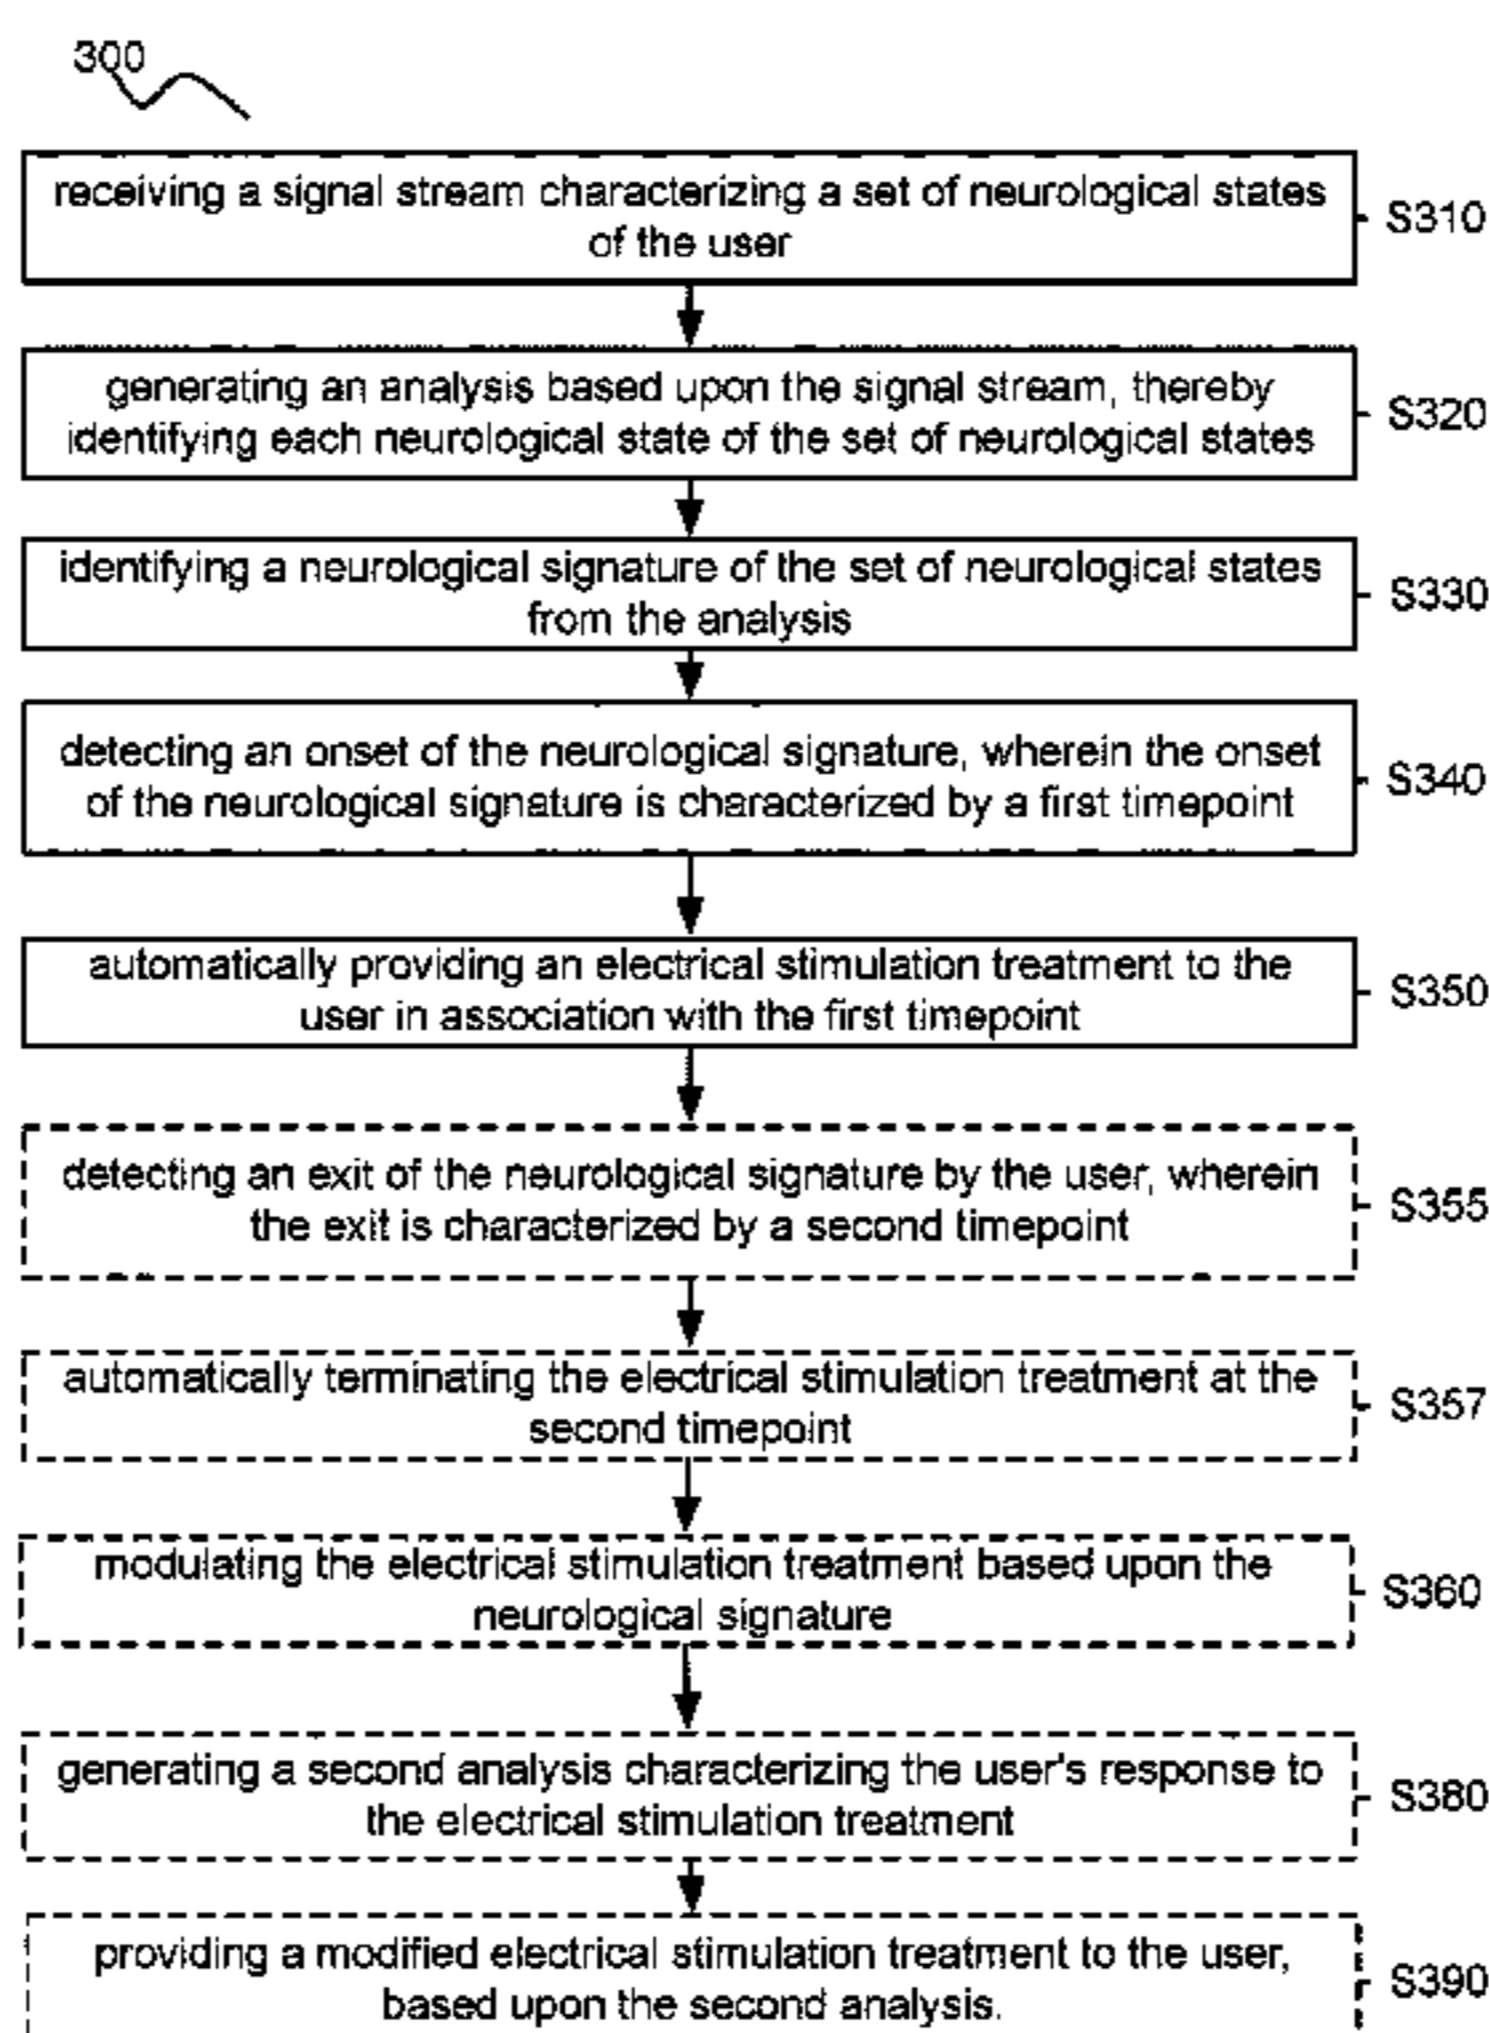 300
receiving a signal stream characterizing a set of neurological states
of the user
S310
generating an analysis based upon the signal stream, thereby
identifying each neurological state of the set of neurological states
S320
identifying a neurological signature of the set of neurological states
from the analysis
S330
detecting an onset of the neurological signature, wherein the onset
of the neurological signature is characterized by a first timepoint
S340
automatically providing an electrical stimulation treatment to the
user in association with the first timepoint
S350
detecting an exit of the neurological signature by the user, wherein
the exit is characterized by a second timepoint
S355
automatically terminating the electrical stimulation treatment at the
second timepoint
S357
modulating the electrical stimulation treatment based upon the
neurological signature
S360
generating a second analysis characterizing the user's response to
the electrical stimulation treatment
S380
providing a modified electrical stimulation treatment to the user,
based upon the second analysis.
S390